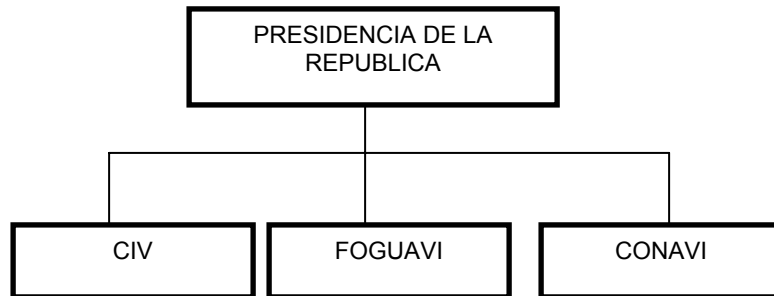 PRESIDENCIA DE LA
REPUBLICA
CIV
FOGUAVI
CONAVI